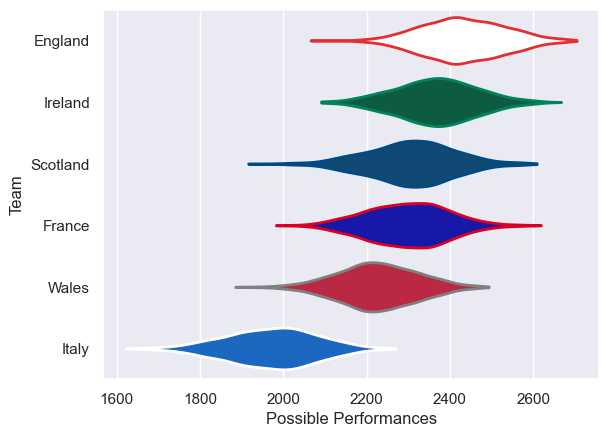 England
Ireland
Scotland
France
Wales
Italy
Team
1600 1800 2000 2200 2400 2600
Possible Performances